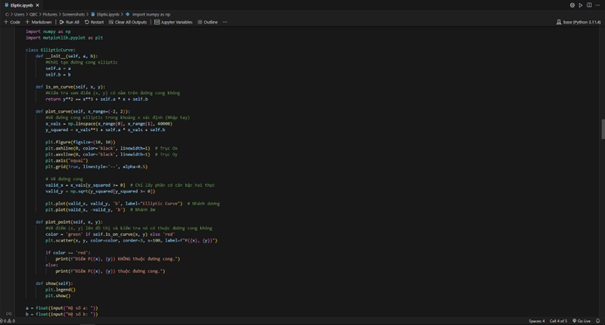 Eliptic.ipynb
C: > Users > QBC > Pictures > Screenshots > Eliptic.ipynb > import numpy as np
+ Code + Markdown Run All Restart Clear All Outputs Jupyter Variables Outline ...
base (Python 3.11.4)
import numpy as np
import matplotlib.pyplot as plt
class EllipticCurve:
def __init__(self, a, b):
#Khởi tạo đường cong elliptic
self.a = a
self.b = b
def is_on_curve(self, x, y):
#Kiểm tra xem điểm (x, y) có nằm trên đường cong không
return y**2 == x**3 + self.a * x + self.b
def plot_curve(self, x_range=(-2, 2)):
#Vẽ đường cong elliptic trong khoảng x xác định (Nhập tay)
x_vals = np.linspace(x_range[0], x_range[1], 40000)
y_squared = x_vals**3 + self.a * x_vals + self.b
plt.figure(figsize=(10, 10))
plt.axhline(0, color='black', linewidth=1) # Trục Ox
plt.axvline(0, color='black', linewidth=1) # Trục Oy
plt.axis("equal")
plt.grid(True, linestyle='--', alpha=0.5)
# Vẽ đường cong
valid_x = x_vals[y_squared >= 0] # Chỉ lấy phần có căn bậc hai thực
valid_y = np.sqrt(y_squared[y_squared >= 0])
plt.plot(valid_x, valid_y, 'b', label="Elliptic Curve") # Nhánh dương
plt.plot(valid_x, -valid_y, 'b') # Nhánh âm
def plot_point(self, x, y):
#Vẽ điểm (x, y) lên đồ thị và kiểm tra nó có thuộc đường cong không
color = 'green' if self.is_on_curve(x, y) else 'red'
plt.scatter(x, y, color=color, zorder=3, s=100, label=f"P({x}, {y})")
if color == 'red':
print(f"Điểm P({x}, {y}) KHÔNG thuộc đường cong.")
else:
print(f"Điểm P({x}, {y}) thuộc đường cong.")
def show(self):
plt.legend()
plt.show()
a = float(input("Hệ số a: "))
b = float(input("Hệ số b: "))
Spaces: 4 Cell 4 of 5 Go Live